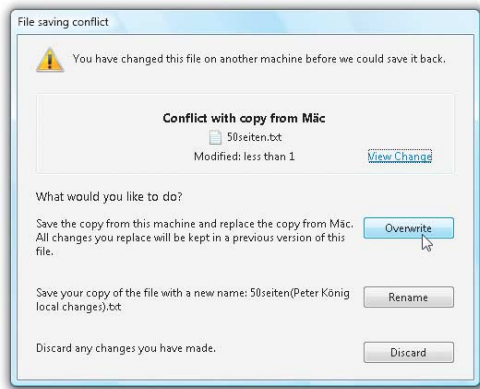 File saving conflict
You have changed this file on another machine before we could save it back.
Conflict with copy from Mäc
50seiten.txt
Modified: less than 1
View Change
What would you like to do?
Save the copy from this machine and replace the copy from Mäc.
All changes you replace will be kept in a previous version of this
file.
Overwrite
Save your copy of the file with a new name: 50seiten(Peter König
local changes).txt
Rename
Discard any changes you have made.
Discard